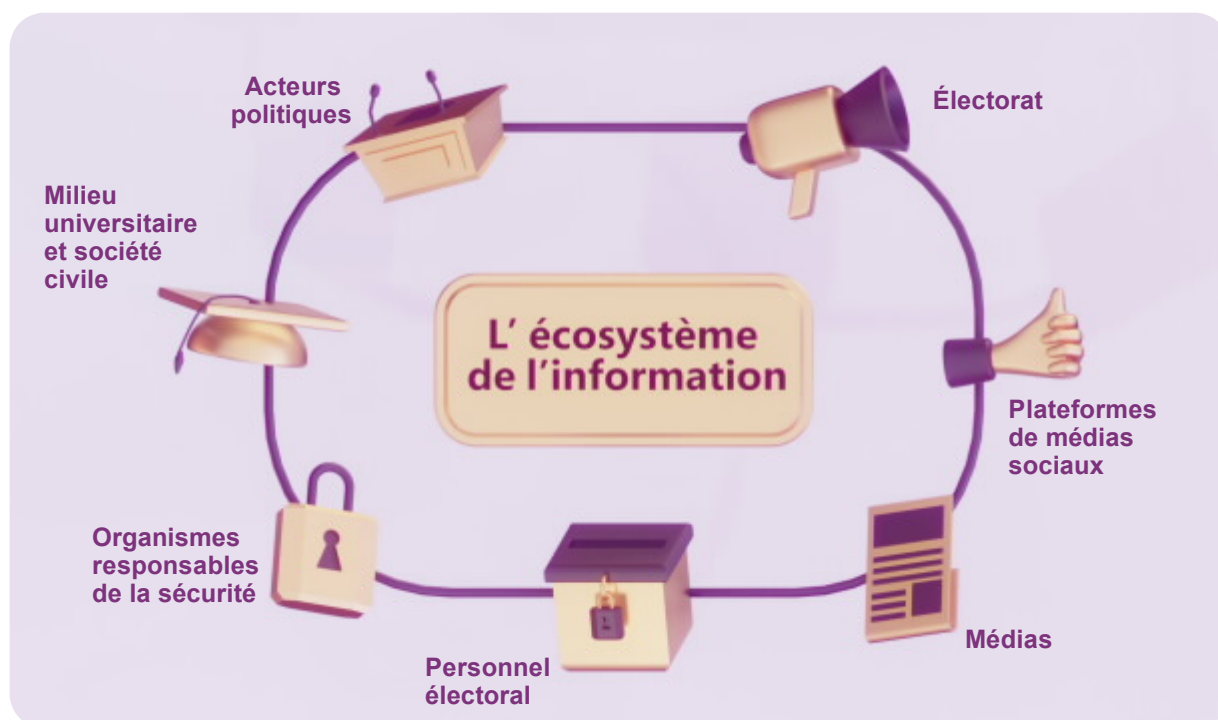 Acteurs
politiques
Électorat
Milieu
universitaire
et société
civile
L' écosystème
de l'information
Plateformes
de médias
sociaux
Organismes
responsables
de la sécurité
Médias
Personnel
électoral